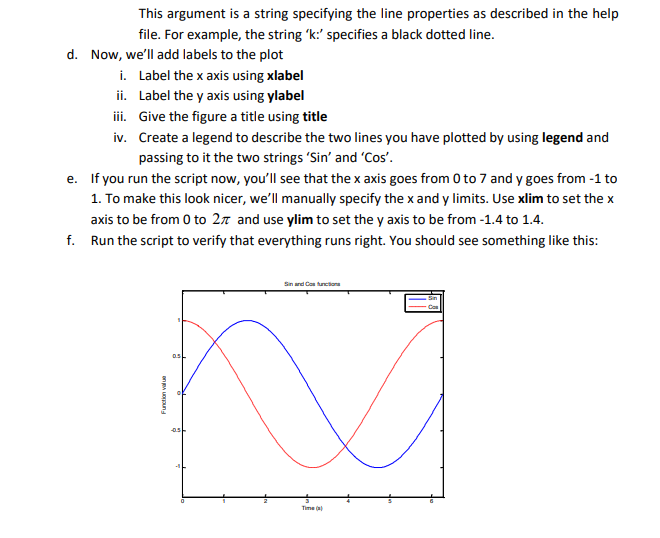 This argument is a string specifying the line properties as described in the help
file. For example, the string ‘k:’ specifies a black dotted line.
d. Now, we’ll add labels to the plot
i. Label the x axis using xlabel
ii. Label the y axis using ylabel
iii. Give the figure a title using title
iv. Create a legend to describe the two lines you have plotted by using legend and
passing to it the two strings ‘Sin’ and ‘Cos’.
e. If you run the script now, you’ll see that the x axis goes from 0 to 7 and y goes from -1 to
1. To make this look nicer, we’ll manually specify the x and y limits. Use xlim to set the x
axis to be from 0 to 2π and use ylim to set the y axis to be from -1.4 to 1.4.
f. Run the script to verify that everything runs right. You should see something like this:
Sin and Cos functions
Sin
Cos
1
0.5
0
-0.5
-1
Function value
0 1 2 3 4 5 6
Time (s)